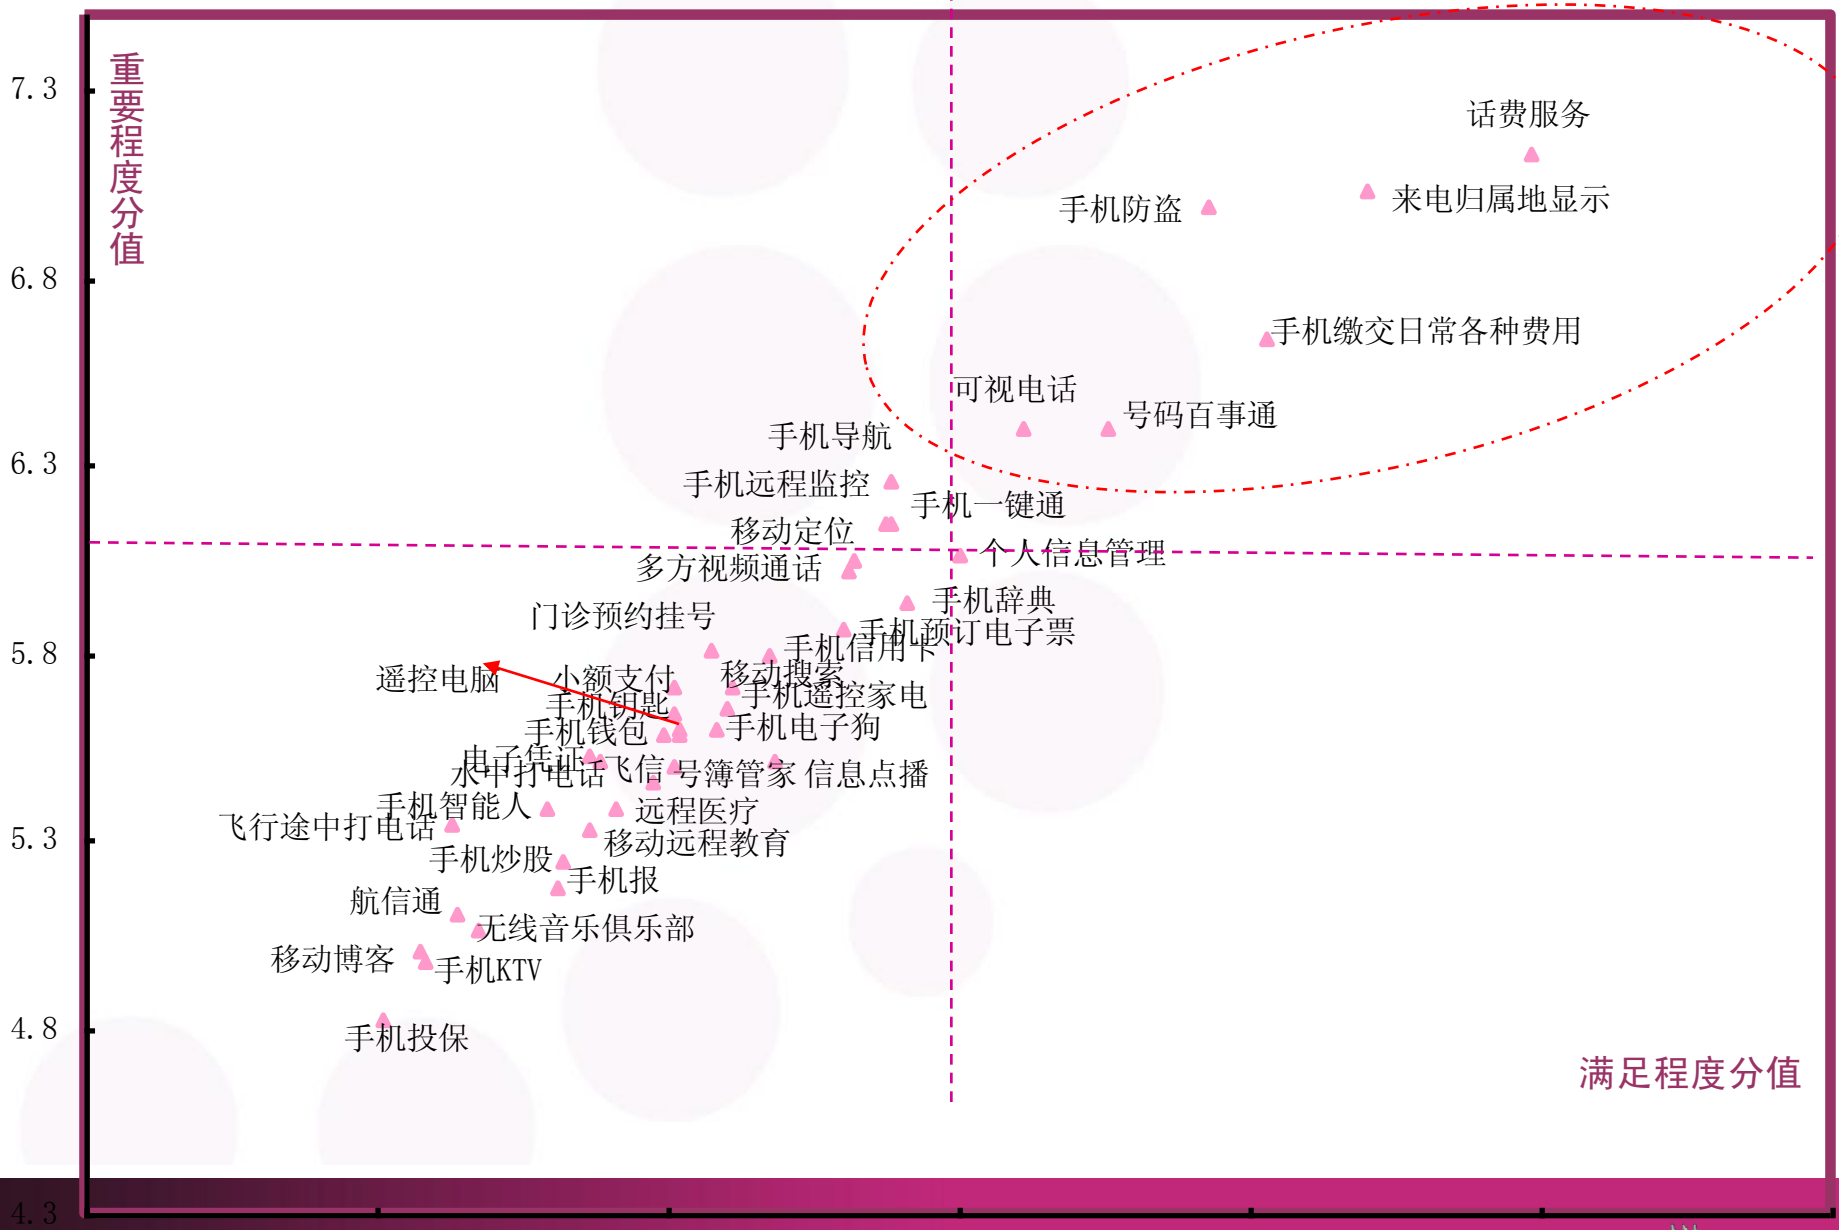 重要程度分值
7.3
话费服务
来电归属地显示
手机防盗
6.8
手机缴交日常各种费用
可视电话
号码百事通
手机导航
6.3
手机远程监控
手机一键通
移动定位
个人信息管理
多方视频通话
手机辞典
门诊预约挂号
手机预订电子票
手机信用卡
5.8
遥控电脑
小额支付
移动搜索
手机遥控家电
手机钥匙
手机电子狗
手机钱包
电子凭证
水中打电话
飞信
号簿管家
信息点播
手机智能人
远程医疗
飞行途中打电话
5.3
移动远程教育
手机炒股
手机报
航信通
无线音乐俱乐部
移动博客
手机KTV
4.8
手机投保
满足程度分值
4.3